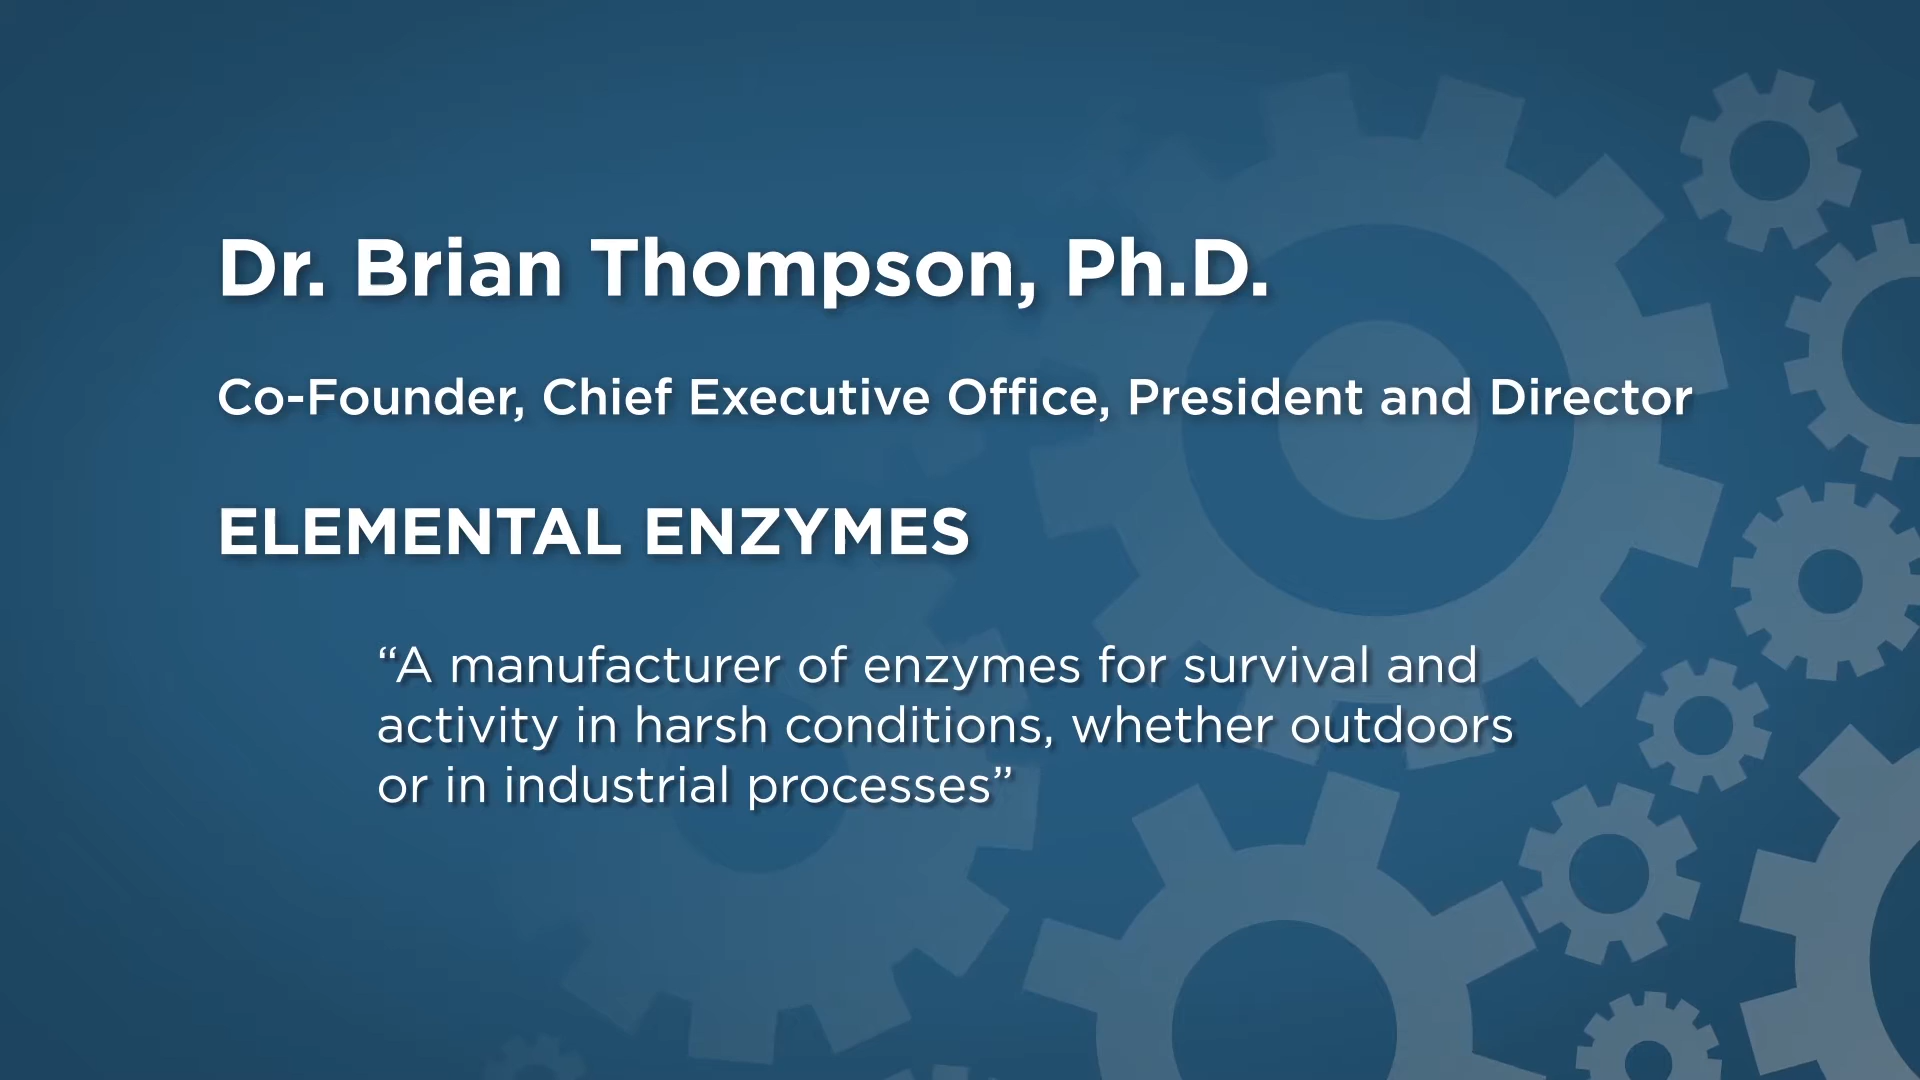 Dr. Brian Thompson, Ph.D.
Co-Founder, Chief Executive Office, President and Director
ELEMENTAL ENZYMES
“A manufacturer of enzymes for survival and
activity in harsh conditions, whether outdoors
or in industrial processes”